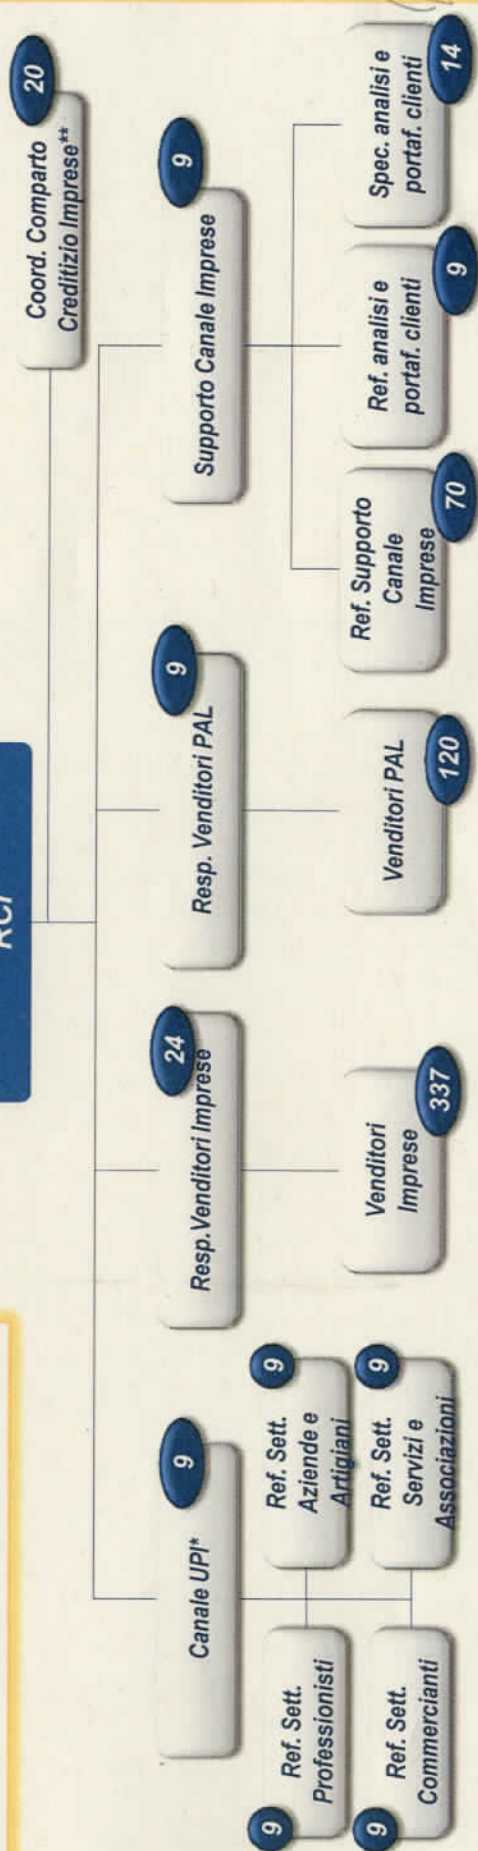 RCI
20
Coord. Comparto
Creditizio Imprese**
9
Canale UPI*
24
Resp.Venditori Imprese
9
Resp. Venditori PAL
9
Supporto Canale Imprese
Ref. Sett.
Professionisti
9
Ref. Sett.
Aziende e
Artigiani
9
Ref. Sett.
Commercianti
9
Ref. Sett.
Servizi e
Associazioni
9
Venditori
Imprese
337
Venditori PAL
120
Ref. Supporto
Canale
Imprese
70
Ref. analisi e
portaf. clienti
9
Spec. analisi e
portaf. clienti
14